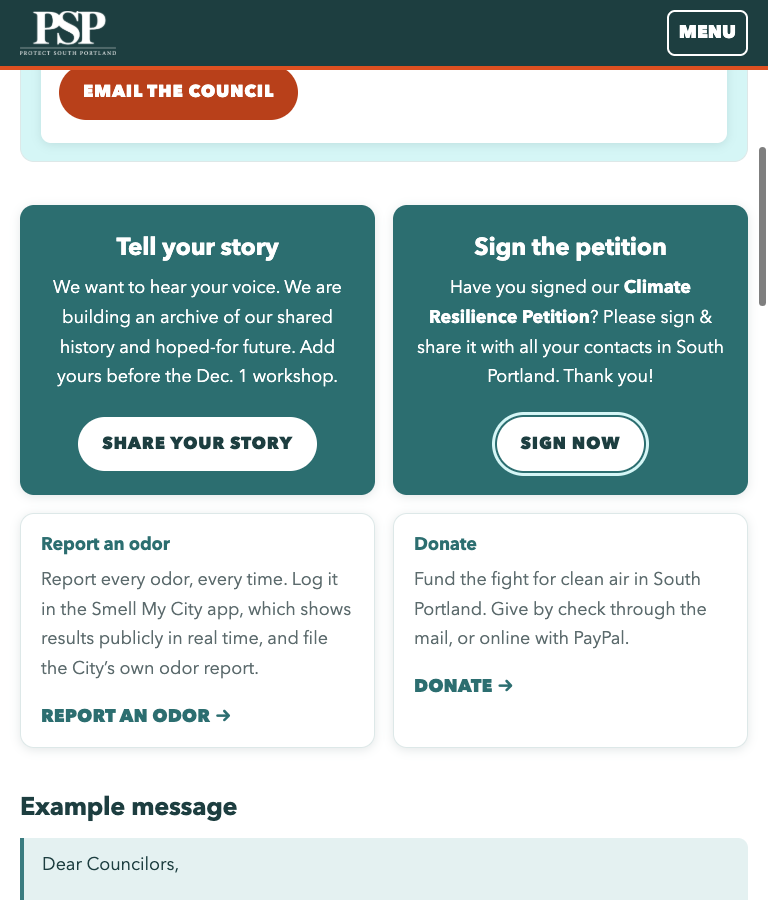 PSP
PROTECT SOUTH PORTLAND
MENU
EMAIL THE COUNCIL
Tell your story
We want to hear your voice. We are
building an archive of our shared
history and hoped-for future. Add
yours before the Dec. 1 workshop.
SHARE YOUR STORY
Sign the petition
Have you signed our Climate
Resilience Petition? Please sign &
share it with all your contacts in South
Portland. Thank you!
SIGN NOW
Report an odor
Report every odor, every time. Log it
in the Smell My City app, which shows
results publicly in real time, and file
the City’s own odor report.
REPORT AN ODOR →
Donate
Fund the fight for clean air in South
Portland. Give by check through the
mail, or online with PayPal.
DONATE →
Example message
Dear Councilors,